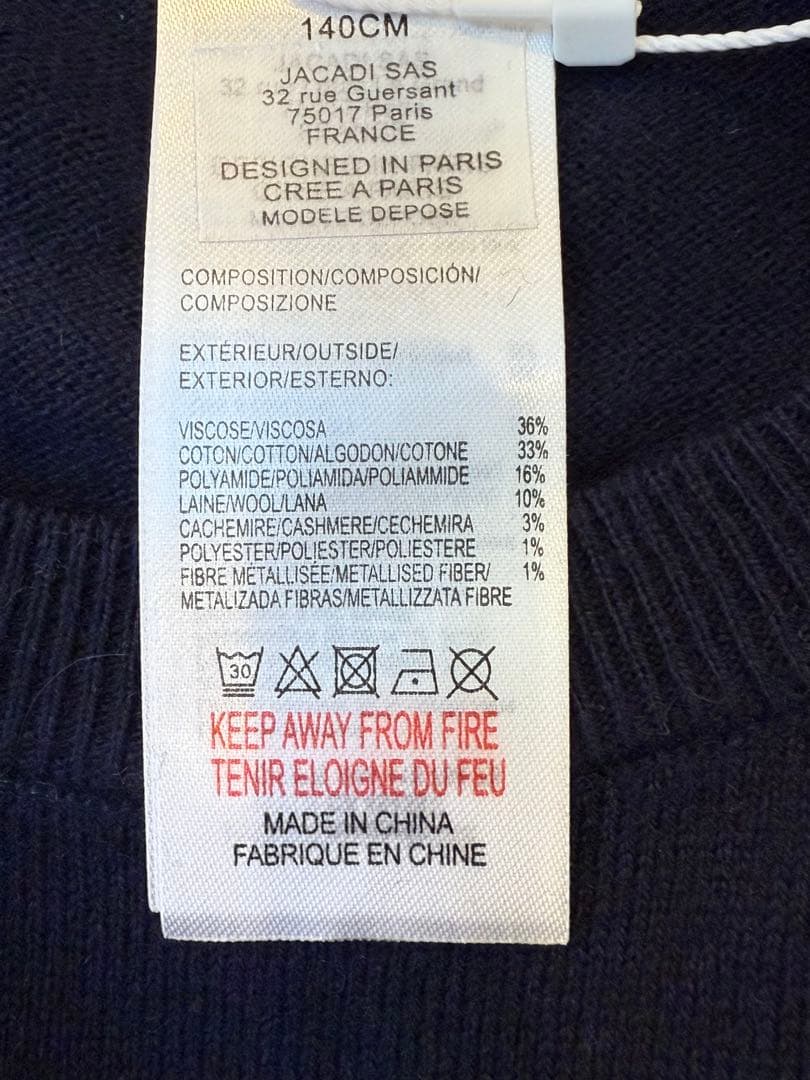 140CM
JACADI SAS
32 rue Guersant
75017 Paris
FRANCE
DESIGNED IN PARIS
CREE A PARIS
MODELE DEPOSE
COMPOSITION/COMPOSICIÓN/
COMPOSIZIONE
EXTÉRIEUR/OUTSIDE/
EXTERIOR/ESTERNO:
VISCOSE/VISCOSA 36%
COTON/COTTON/ALGODON/COTONE 33%
POLYAMIDE/POLIAMIDA/POLIAMMIDE 16%
LAINE/WOOL/LANA 10%
CACHEMIRE/CASHMERE/CECHEMIRA 3%
POLYESTER/POLIESTER/POLIESTERE 1%
FIBRE METALLISÉE/METALLISED FIBER/ 1%
METALIZADA FIBRAS/METALLIZZATA FIBRE
30
KEEP AWAY FROM FIRE
TENIR ELOIGNE DU FEU
MADE IN CHINA
FABRIQUE EN CHINE